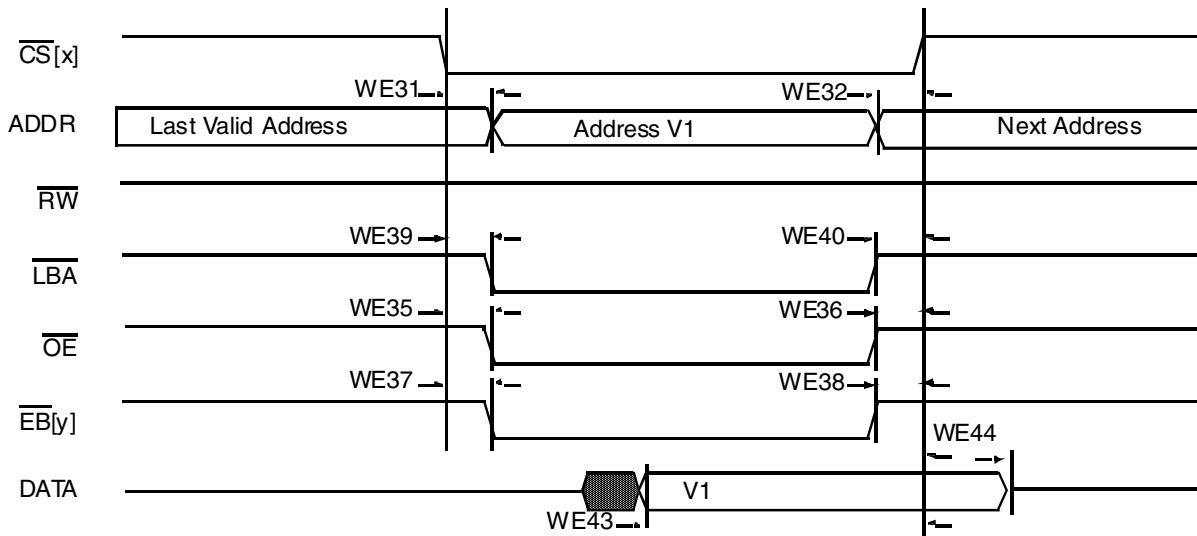 CS[x]
WE31
WE32
ADDR
Last Valid Address
Address V1
Next Address
RW
WE39
WE40
LBA
WE35
WE36
OE
WE37
WE38
EB[y]
WE44
DATA
V1
WE43